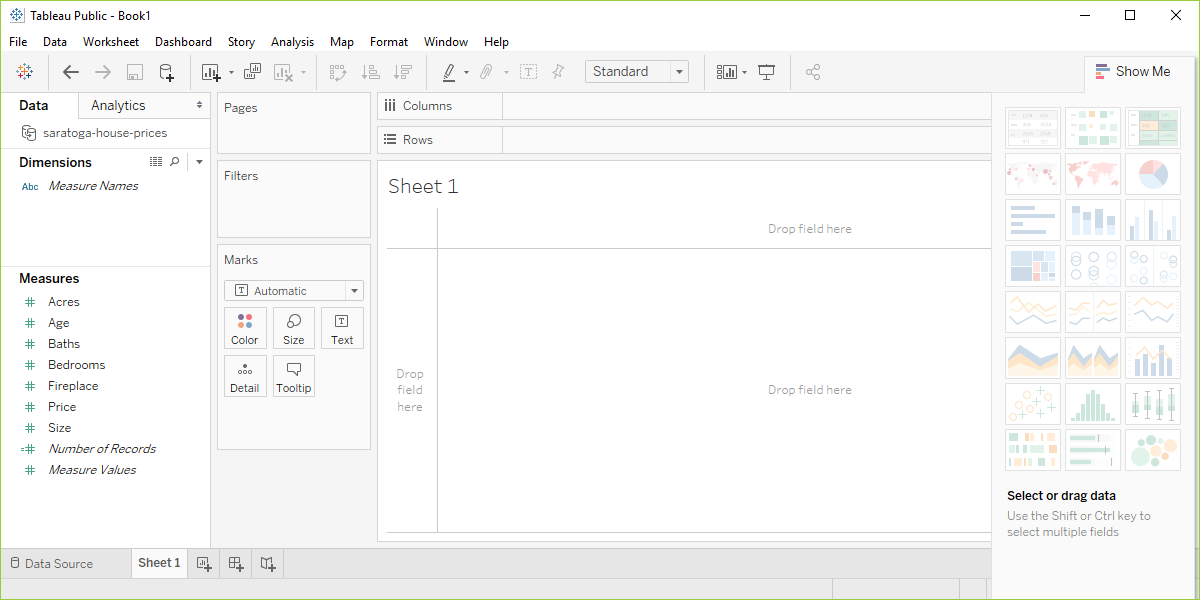 Tableau Public - Book1
File Data Worksheet Dashboard Story Analysis Map Format Window Help
Standard
Show Me
Data
Analytics
saratoga-house-prices
Dimensions
Abc Measure Names
Measures
Acres
Age
Baths
Bedrooms
Fireplace
Price
Size
Number of Records
Measure Values
Pages
Filters
Marks
Automatic
Color Size Text
Detail Tooltip
Columns
Rows
Sheet 1
Drop field here
Drop
field
here
Drop field here
Select or drag data
Use the Shift or Ctrl key to
select multiple fields
Data Source
Sheet 1